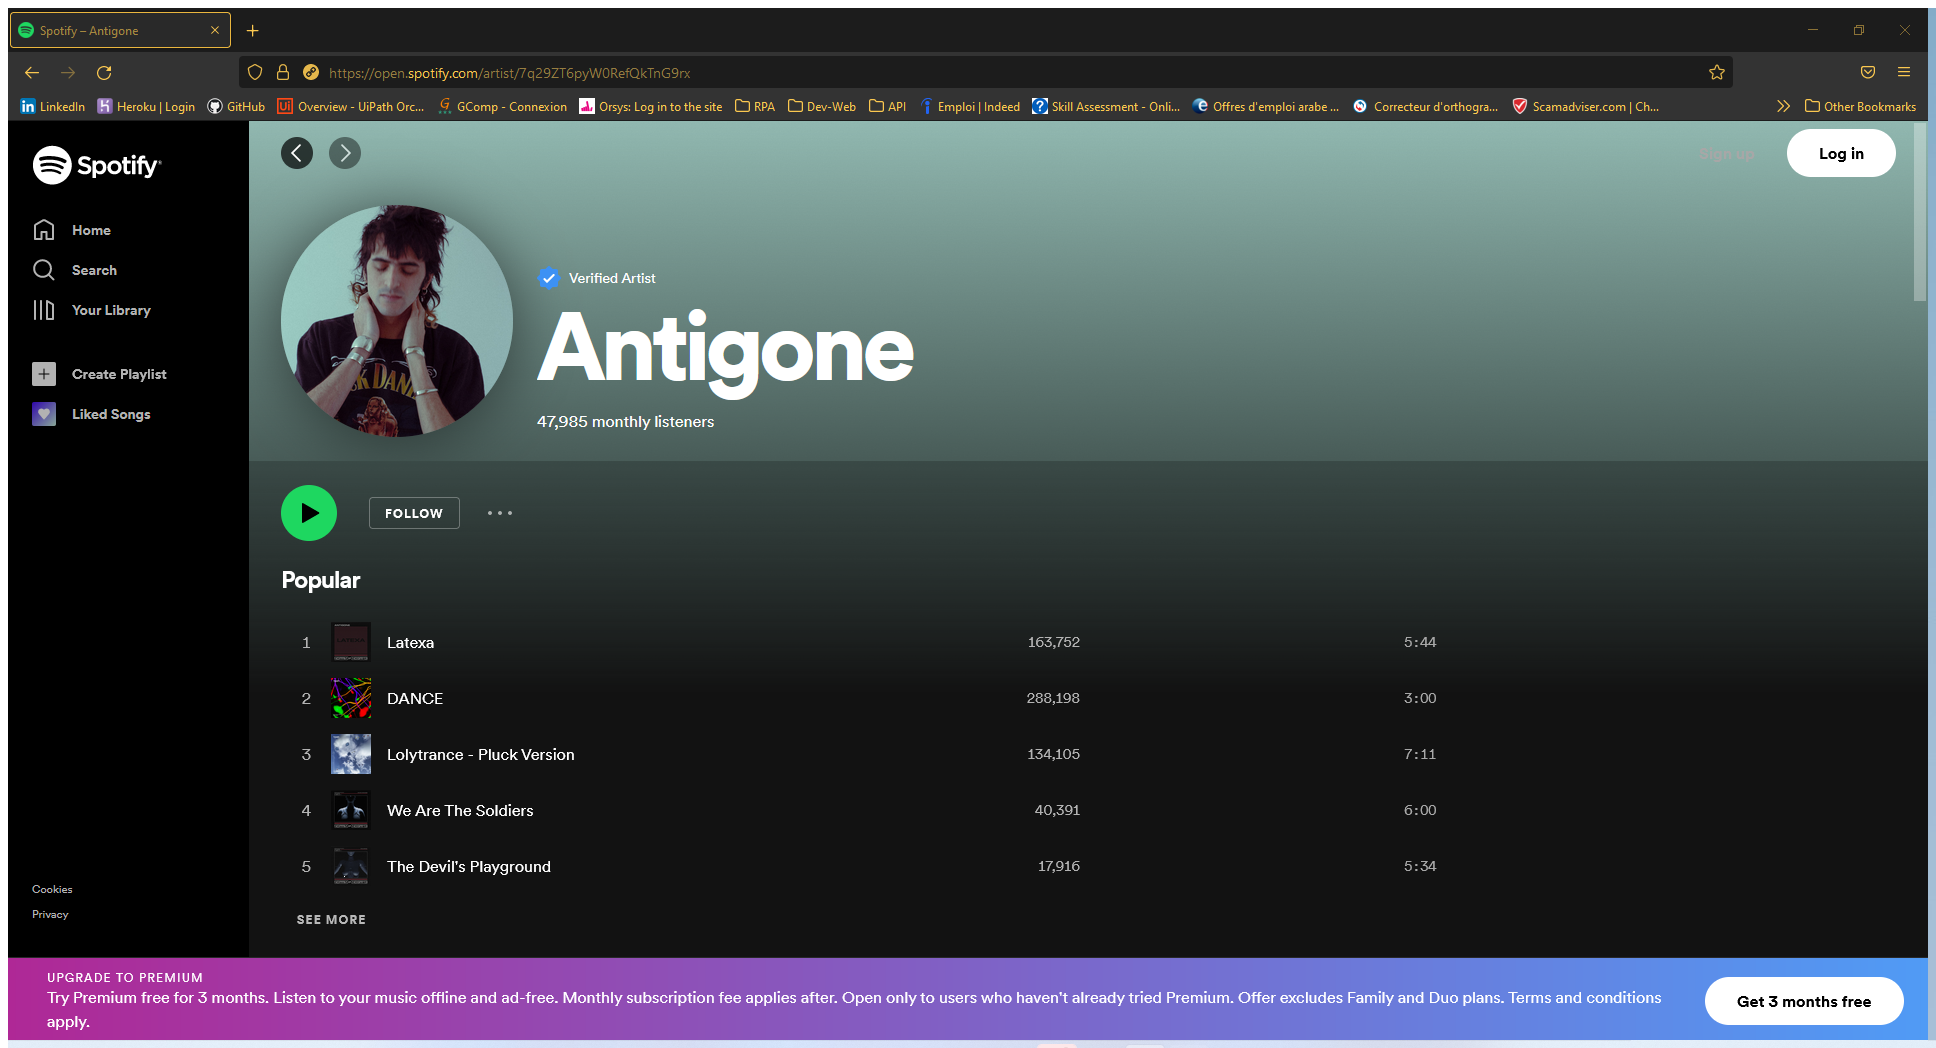 Spotify – Antigone
https://open.spotify.com/artist/7q29ZT6pyW0RefQkTnG9rx
LinkedIn
Heroku | Login
GitHub
Overview - UiPath Orc...
GComp - Connexion
Orsys: Log in to the site
RPA
Dev-Web
API
Emploi | Indeed
Skill Assessment - Onli...
Offres d'emploi arabe ...
Correcteur d'orthogra...
Scamadviser.com | Ch...
Other Bookmarks
Spotify
Home
Search
Your Library
Create Playlist
Liked Songs
Cookies
Privacy
Sign up
Log in
Verified Artist
Antigone
47,985 monthly listeners
FOLLOW
Popular
1 Latexa 163,752 5:44
2 DANCE 288,198 3:00
3 Lolytrance - Pluck Version 134,105 7:11
4 We Are The Soldiers 40,391 6:00
5 The Devil's Playground 17,916 5:34
SEE MORE
UPGRADE TO PREMIUM
Try Premium free for 3 months. Listen to your music offline and ad-free. Monthly subscription fee applies after. Open only to users who haven't already tried Premium. Offer excludes Family and Duo plans. Terms and conditions
apply.
Get 3 months free